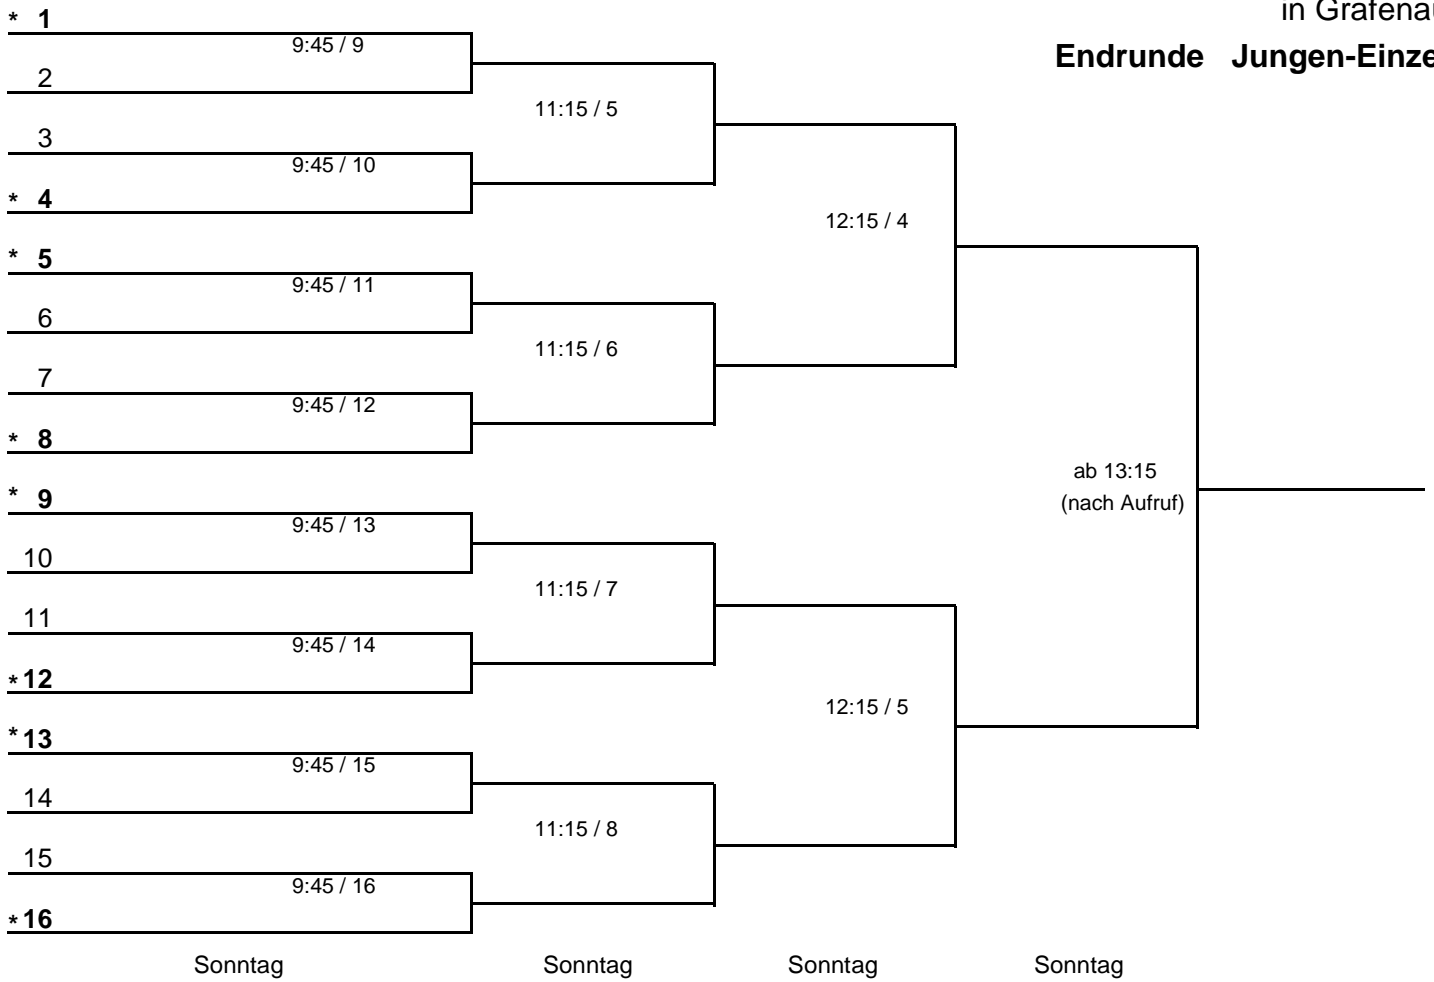 in Grafenau
Endrunde Jungen-Einze
* 1
9:45 / 9
2
11:15 / 5
3
9:45 / 10
* 4
12:15 / 4
* 5
9:45 / 11
6
11:15 / 6
7
9:45 / 12
* 8
ab 13:15
(nach Aufruf)
* 9
9:45 / 13
10
11:15 / 7
11
9:45 / 14
* 12
12:15 / 5
* 13
9:45 / 15
14
11:15 / 8
15
9:45 / 16
* 16
Sonntag Sonntag Sonntag Sonntag